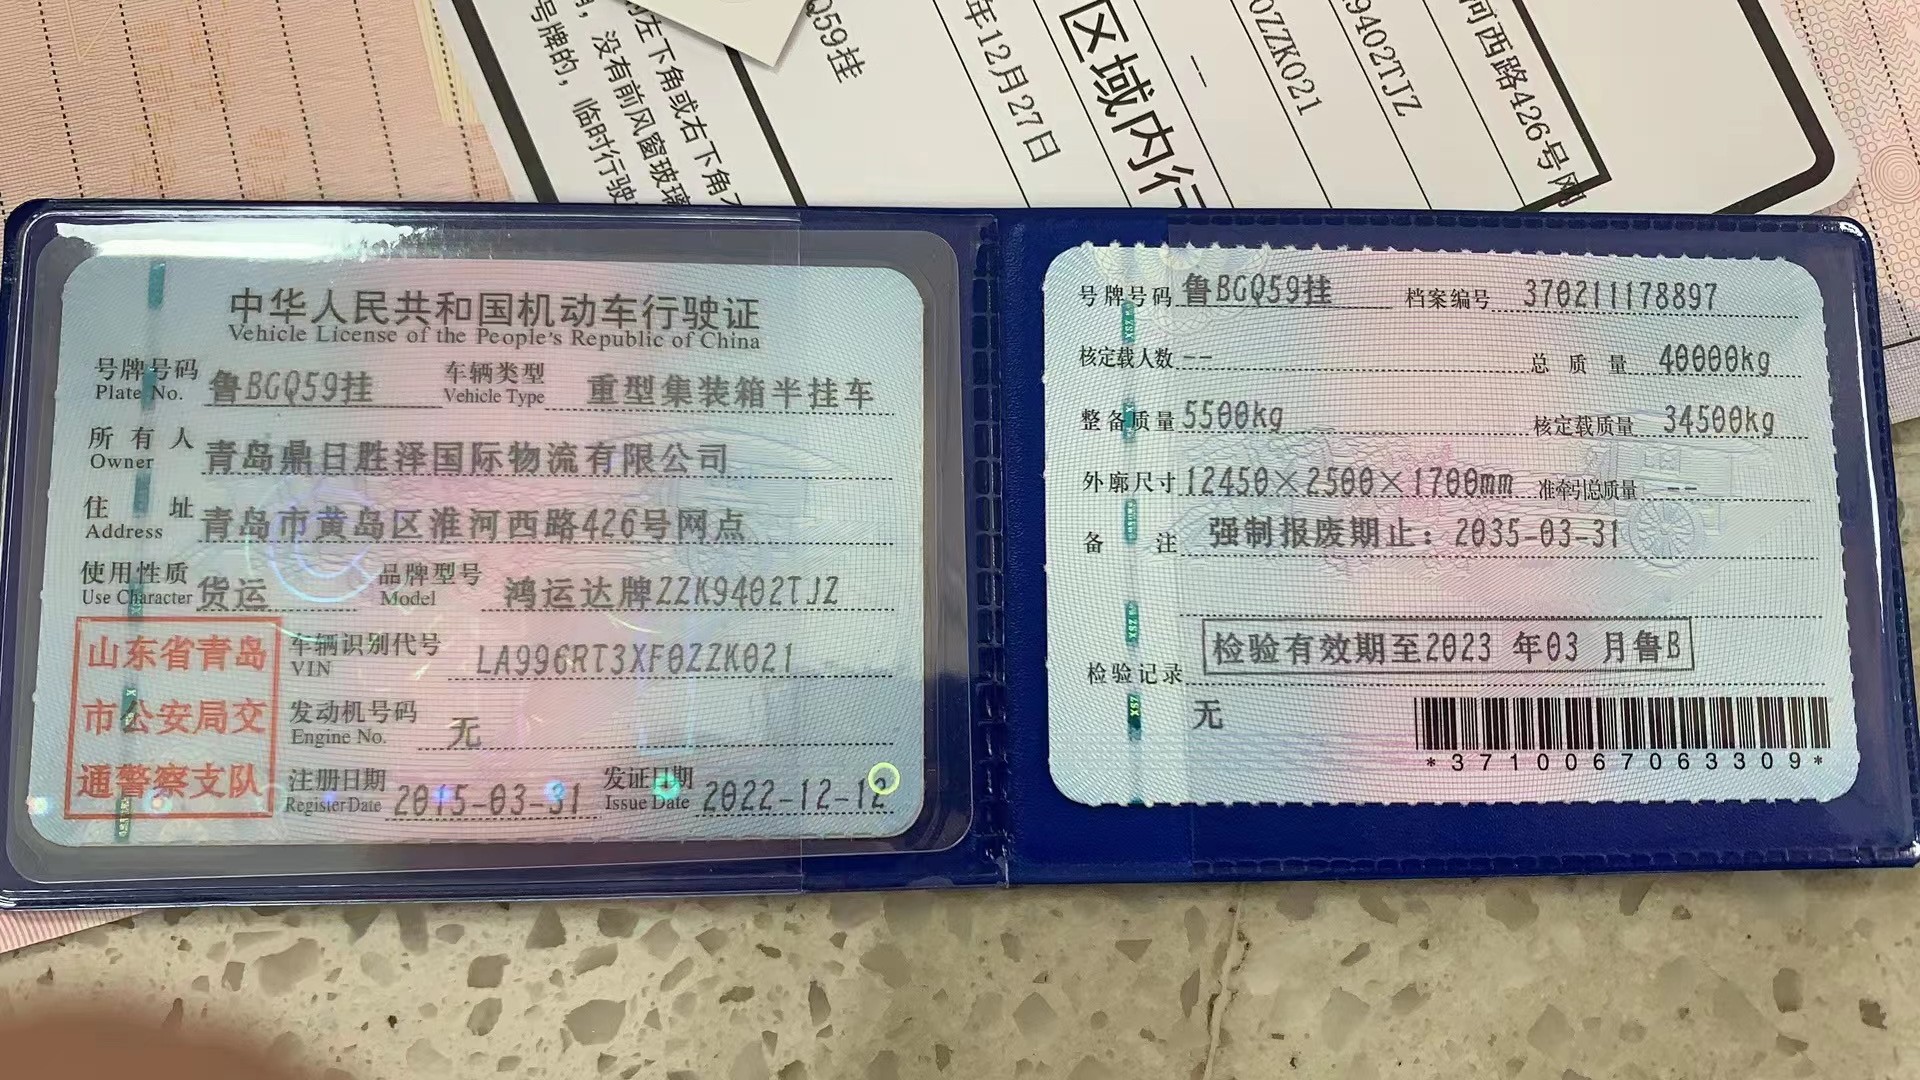 Q59挂
的左下角或右下角
没有前风窗玻璃
号牌的，临时行驶
年12月27日
区域内行
--
0ZZK021
9402TJZ
河西路426号网
中华人民共和国机动车行驶证
Vehicle License of the People's Republic of China
号牌号码 Plate No. 鲁BGQ59挂 车辆类型 Vehicle Type 重型集装箱半挂车
所有人 Owner 青岛鼎日胜泽国际物流有限公司
住址 Address 青岛市黄岛区淮河西路426号网点
使用性质 Use Character 货运 品牌型号 Model 鸿运达牌ZZK9402TJZ
山东省青岛
市公安局交
通警察支队
车辆识别代号 VIN LA996RT3XF0ZZK021
发动机号码 Engine No. 无
注册日期 Register Date 2015-03-31 发证日期 Issue Date 2022-12-12
号牌号码 鲁BGQ59挂 档案编号 370211178897
核定载人数 -- 总质量 40000kg
整备质量 5500kg 核定载质量 34500kg
外廓尺寸 12450×2500×1700mm 准牵引总质量 --
备注 强制报废期止：2035-03-31
检验记录 检验有效期至2023 年03 月鲁B
无
*3710067063309*